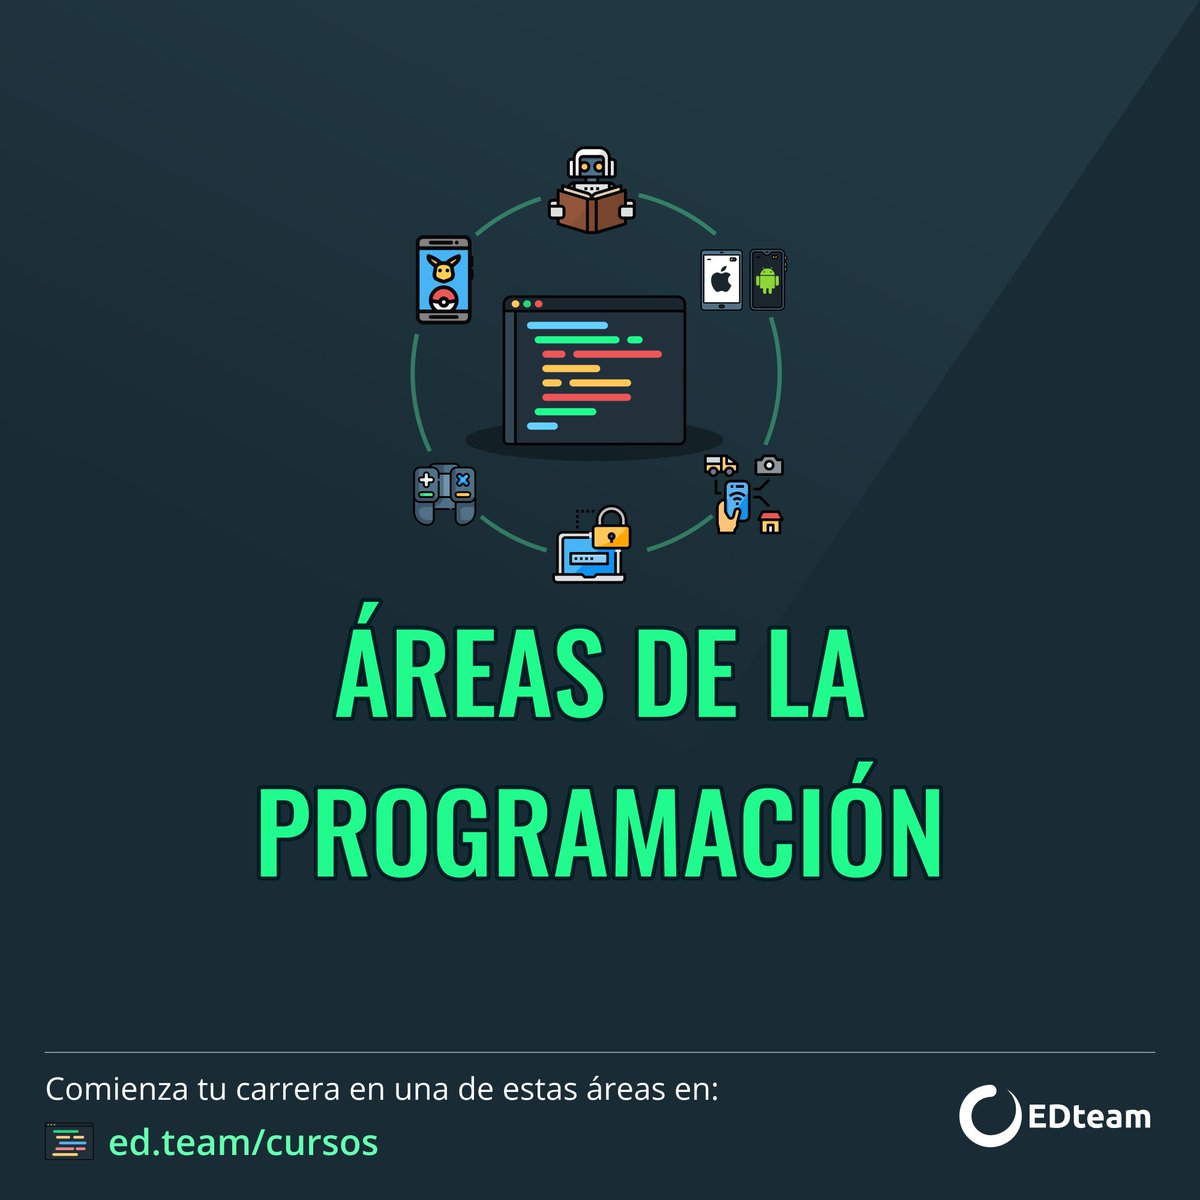 ÁREAS DE LA
PROGRAMACIÓN
Comienza tu carrera en una de estas áreas en:
ed.team/cursos
EDteam